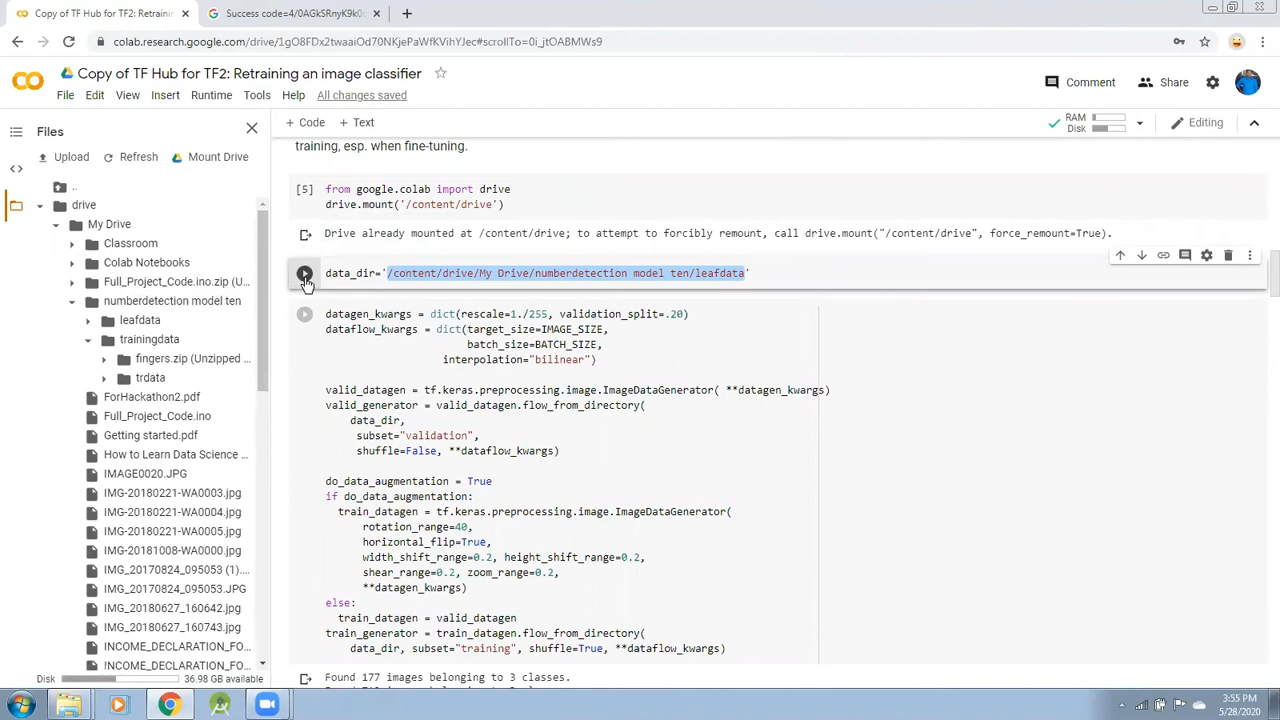 Copy of TF Hub for TF2: Retrain
Success code=4/0AGkSRnyK9k0c
colab.research.google.com/drive/1gO8FDx2twaaiOd70NKjePaWfKVihYJec#scrollTo=0i_jtOABMWs9
Copy of TF Hub for TF2: Retraining an image classifier
Comment
Share
File Edit View Insert Runtime Tools Help All changes saved
Files
+ Code + Text
RAM
Disk
Editing
Upload Refresh Mount Drive
..
drive
My Drive
Classroom
Colab Notebooks
Full_Project_Code.ino.zip (U...
numberdetection model ten
leafdata
trainingdata
fingers.zip (Unzipped ...
trdata
ForHackathon2.pdf
Full_Project_Code.ino
Getting started.pdf
How to Learn Data Science ...
IMAGE0020.JPG
IMG-20180221-WA0003.jpg
IMG-20180221-WA0004.jpg
IMG-20180221-WA0005.jpg
IMG-20181008-WA0000.jpg
IMG_20170824_095053 (1)....
IMG_20170824_095053.JPG
IMG_20180627_160642.jpg
IMG_20180627_160743.jpg
INCOME_DECLARATION_FO...
INCOME_DECLARATION_FO...
Disk 36.98 GB available
training, esp. when fine-tuning.
[5] from google.colab import drive
drive.mount('/content/drive')
Drive already mounted at /content/drive; to attempt to forcibly remount, call drive.mount("/content/drive", force_remount=True).
data_dir='/content/drive/My Drive/numberdetection model ten/leafdata'
datagen_kwargs = dict(rescale=1./255, validation_split=.20)
dataflow_kwargs = dict(target_size=IMAGE_SIZE,
batch_size=BATCH_SIZE,
interpolation="bilinear")
valid_datagen = tf.keras.preprocessing.image.ImageDataGenerator( **datagen_kwargs)
valid_generator = valid_datagen.flow_from_directory(
data_dir,
subset="validation",
shuffle=False, **dataflow_kwargs)
do_data_augmentation = True
if do_data_augmentation:
train_datagen = tf.keras.preprocessing.image.ImageDataGenerator(
rotation_range=40,
horizontal_flip=True,
width_shift_range=0.2, height_shift_range=0.2,
shear_range=0.2, zoom_range=0.2,
**datagen_kwargs)
else:
train_datagen = valid_datagen
train_generator = train_datagen.flow_from_directory(
data_dir, subset="training", shuffle=True, **dataflow_kwargs)
Found 177 images belonging to 3 classes.
3:55 PM
5/28/2020